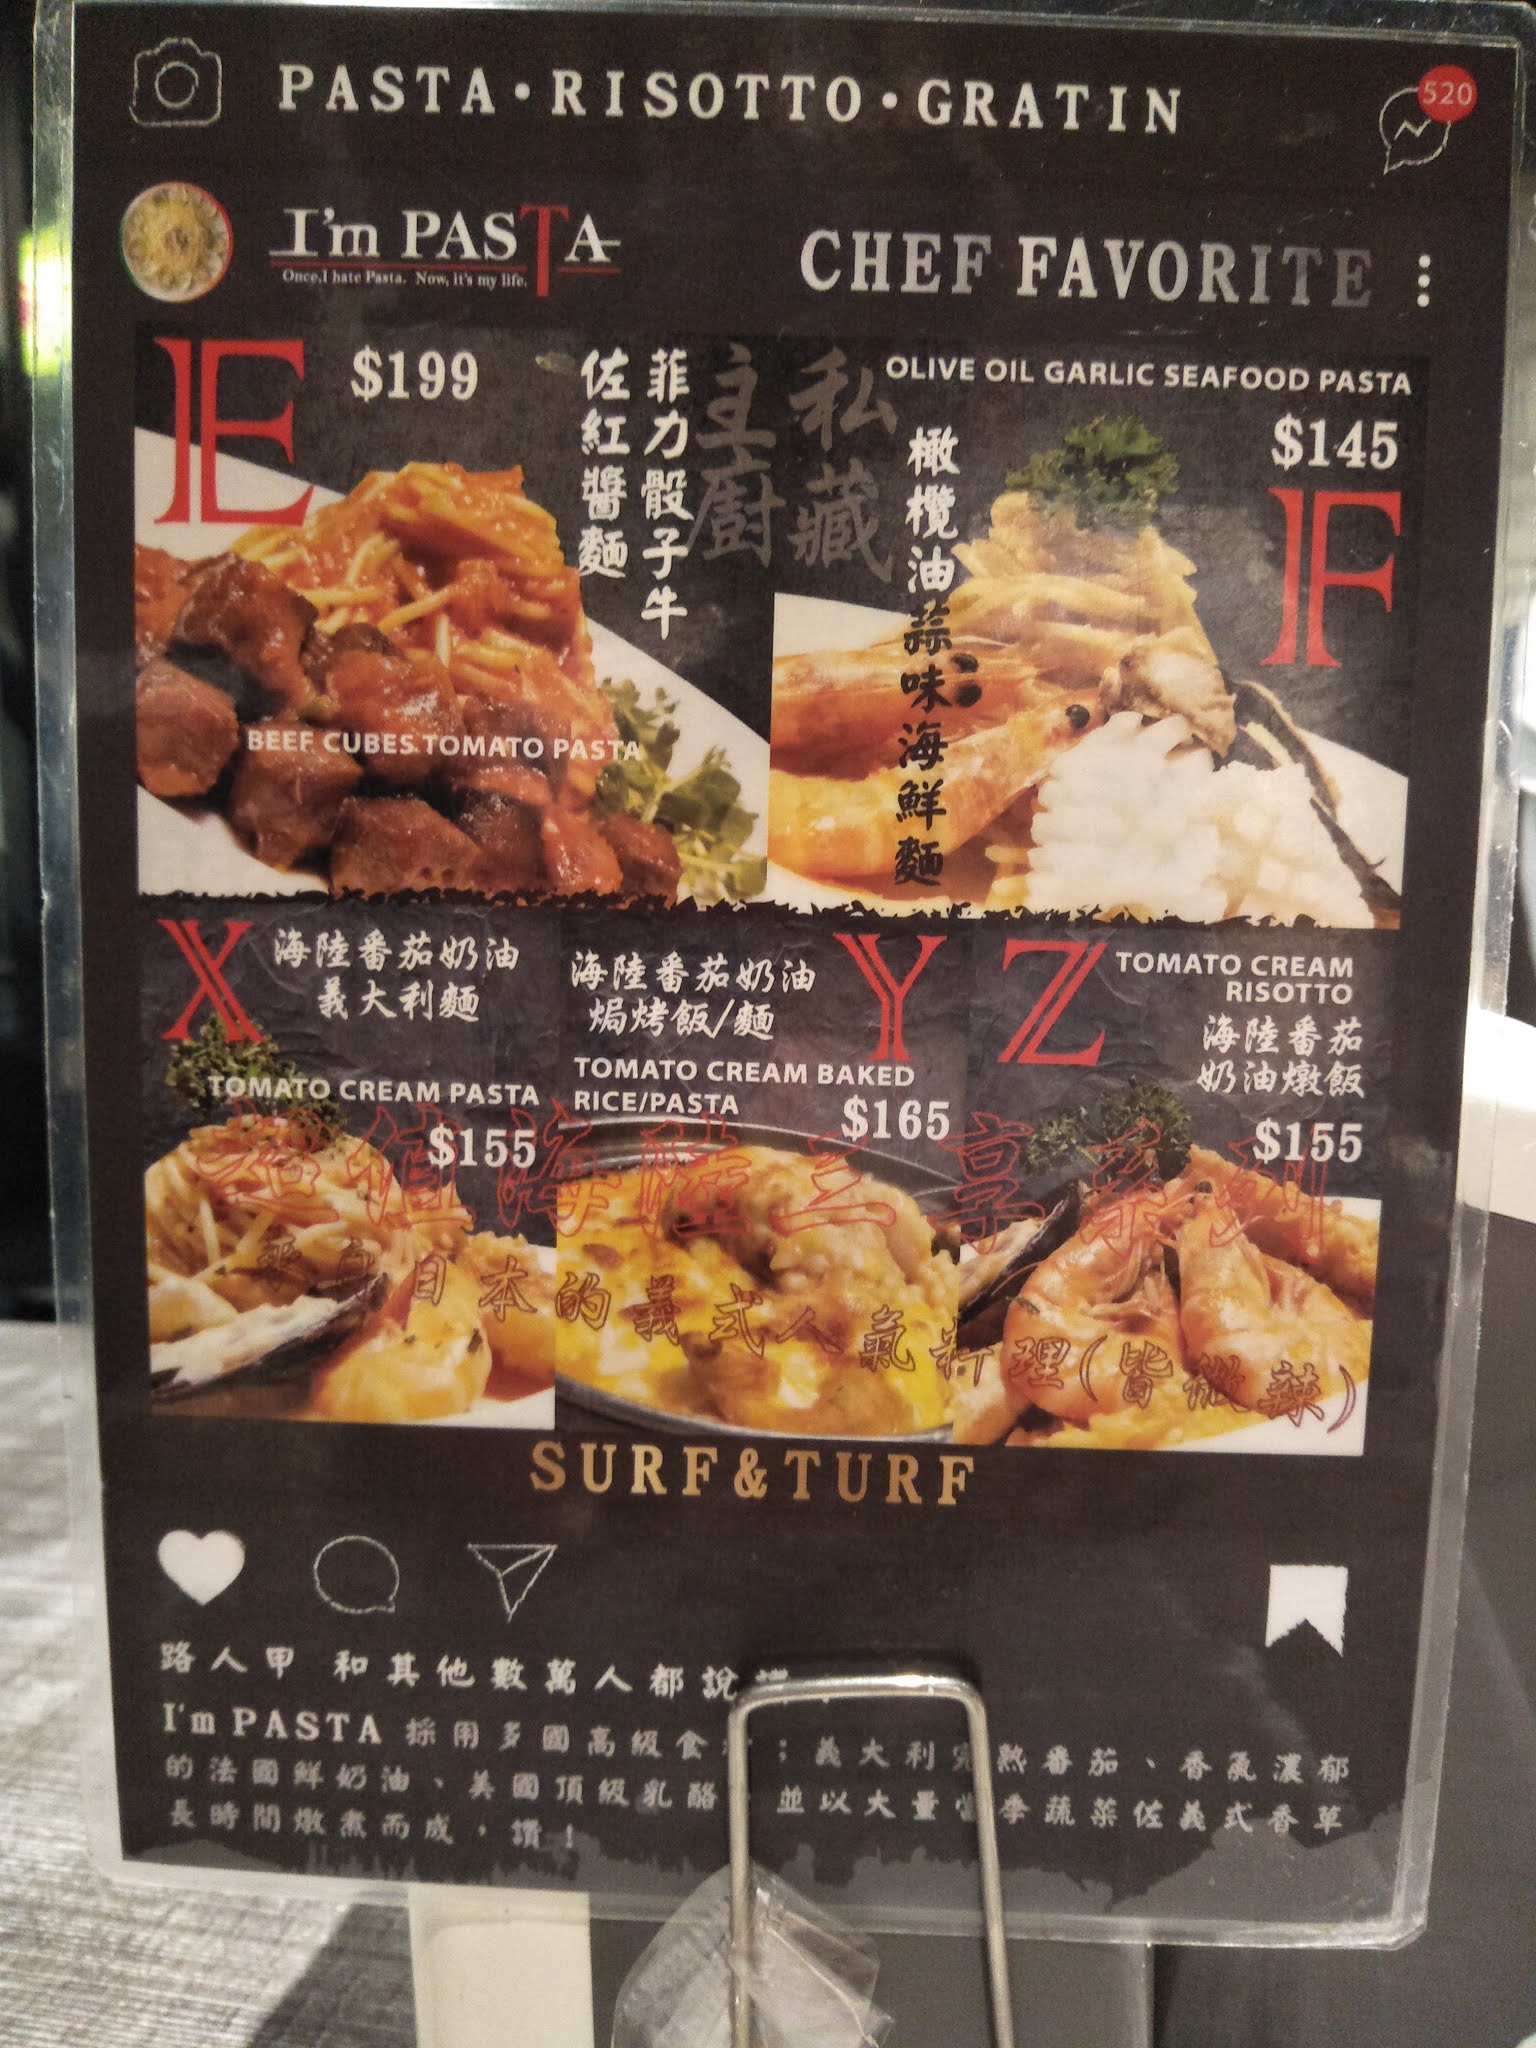 PASTA·RISOTTO·GRATIN
520
I'm PASTA
Once, I hate Pasta. Now, it's my life.
CHEF FAVORITE
E
$199
菲力骰子牛
佐紅醬麵
BEEF CUBES TOMATO PASTA
主廚
私藏
OLIVE OIL GARLIC SEAFOOD PASTA
$145
F
橄欖油蒜味海鮮麵
X
海陸番茄奶油
義大利麵
TOMATO CREAM PASTA
$155
海陸番茄奶油
焗烤飯/麵
Y
TOMATO CREAM BAKED
RICE/PASTA
$165
Z
TOMATO CREAM
RISOTTO
海陸番茄
奶油燉飯
$155
超值海陸三享系列
來自日本的義式人氣料理(皆微辣)
SURF&TURF
路人甲 和其他數萬人都說讚
I'm PASTA 採用多國高級食 ；義大利完熟番茄、香氣濃郁
的法國鮮奶油、美國頂級乳酪 並以大量當季蔬菜佐義式香草
長時間燉煮而成，讚！